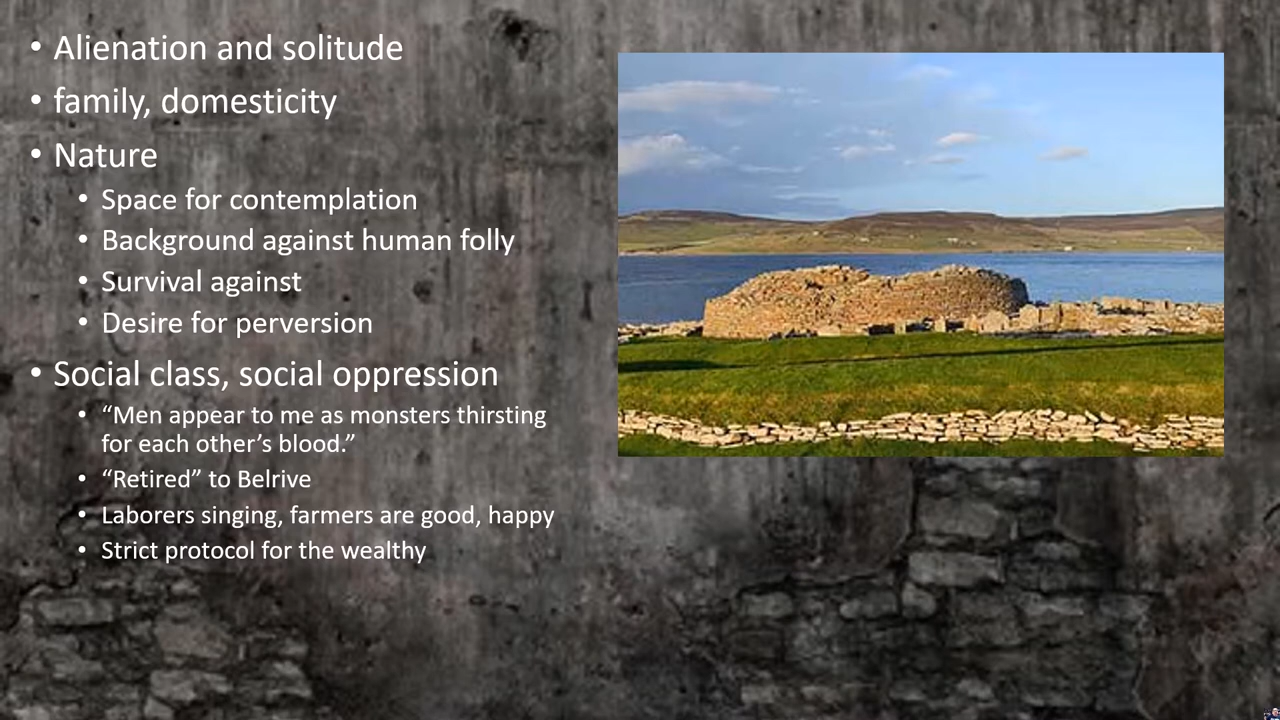 • Alienation and solitude
• family, domesticity
• Nature
• Space for contemplation
• Background against human folly
• Survival against
• Desire for perversion
• Social class, social oppression
• “Men appear to me as monsters thirsting
for each other’s blood.”
• “Retired” to Belrive
• Laborers singing, farmers are good, happy
• Strict protocol for the wealthy